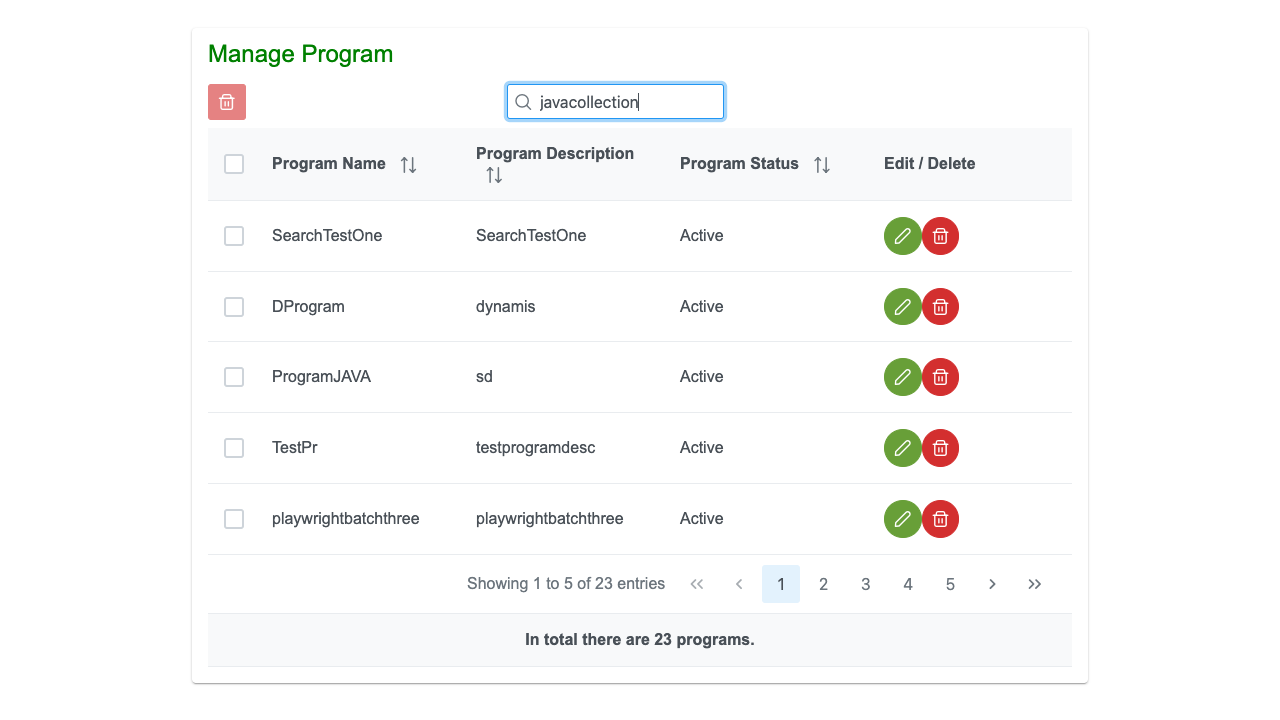 Manage Program
javacollection
Program Name Program Description Program Status Edit / Delete
SearchTestOne SearchTestOne Active
DProgram dynamis Active
ProgramJAVA sd Active
TestPr testprogramdesc Active
playwrightbatchthree playwrightbatchthree Active
Showing 1 to 5 of 23 entries 1 2 3 4 5
In total there are 23 programs.